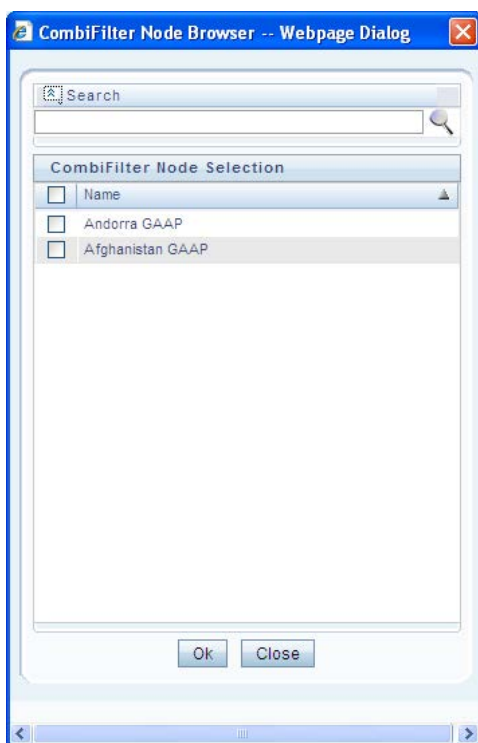 CombiFilter Node Browser -- Webpage Dialog
Search
CombiFilter Node Selection
Name
Andorra GAAP
Afghanistan GAAP
Ok Close